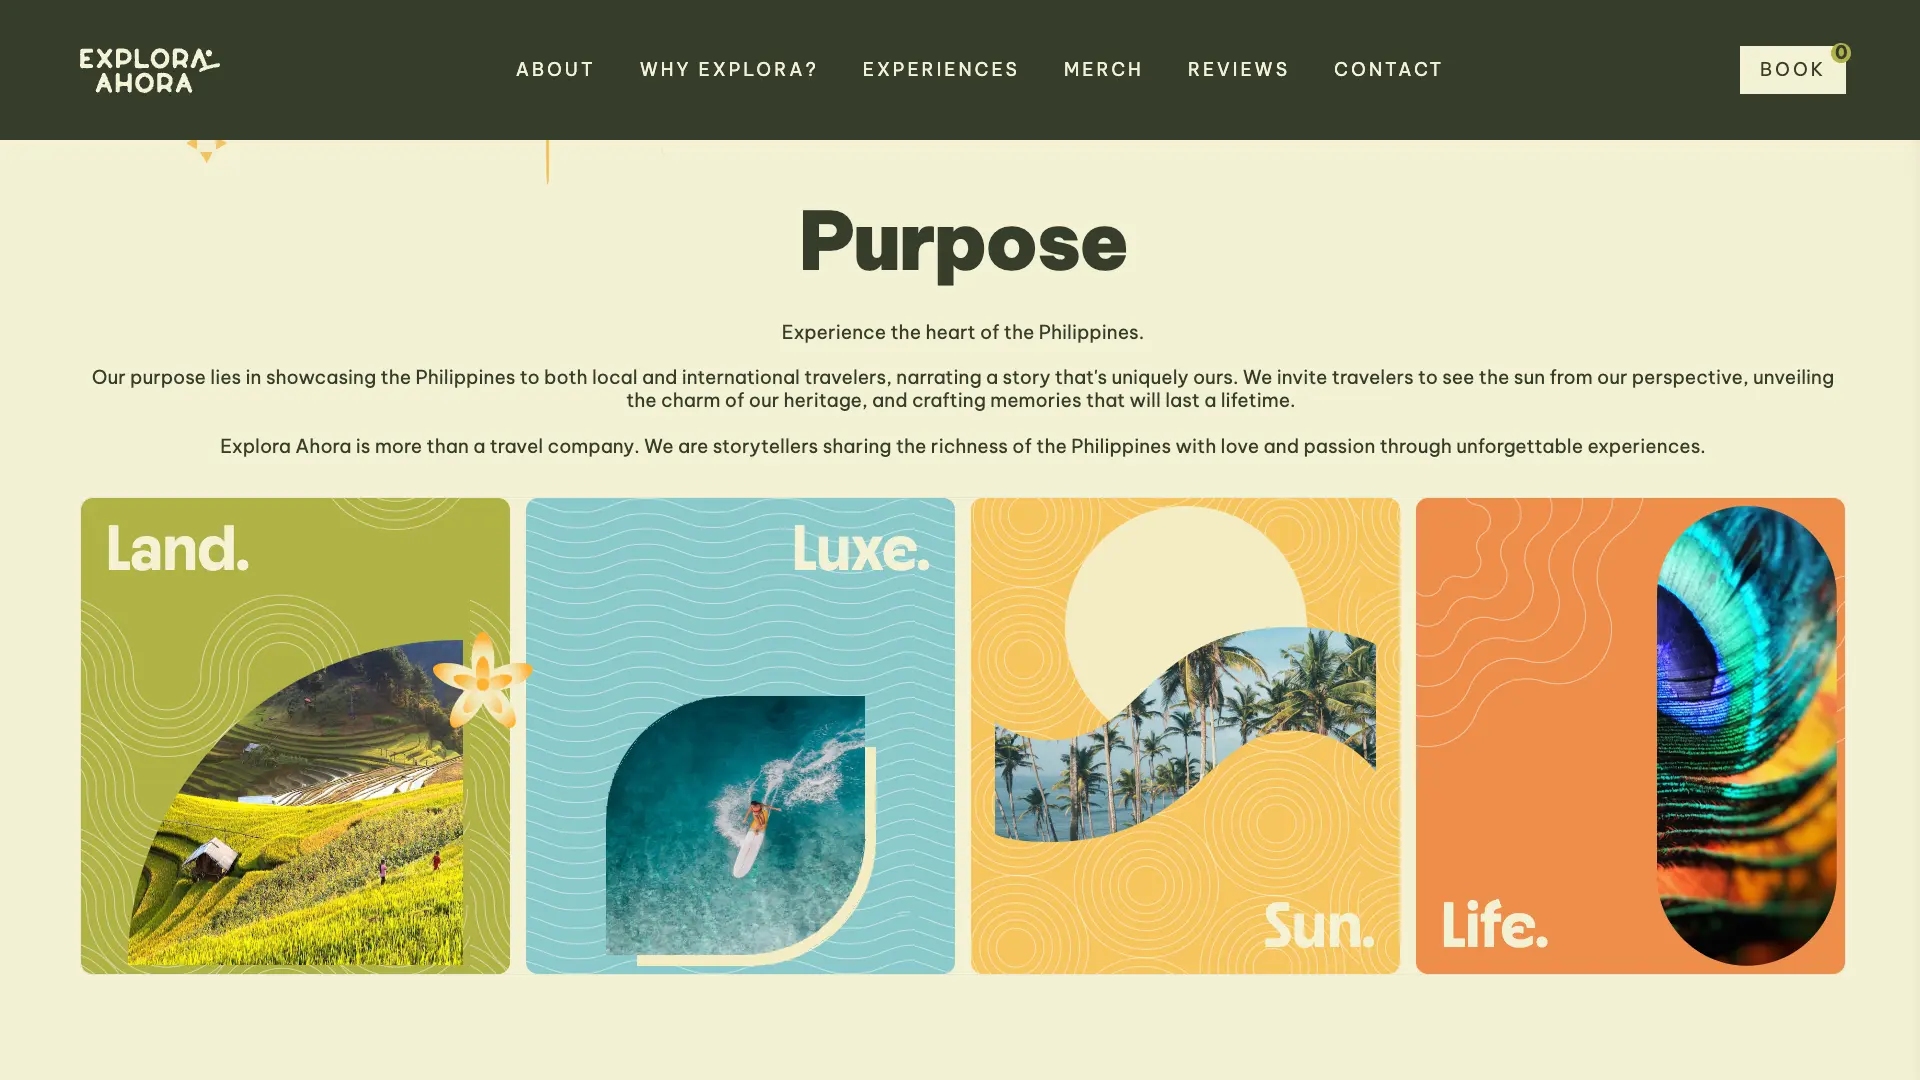 EXPLORA
AHORA
ABOUT
WHY EXPLORA?
EXPERIENCES
MERCH
REVIEWS
CONTACT
BOOK
0
Purpose
Experience the heart of the Philippines.
Our purpose lies in showcasing the Philippines to both local and international travelers, narrating a story that's uniquely ours. We invite travelers to see the sun from our perspective, unveiling
the charm of our heritage, and crafting memories that will last a lifetime.
Explora Ahora is more than a travel company. We are storytellers sharing the richness of the Philippines with love and passion through unforgettable experiences.
Land.
Luxe.
Sun.
Life.